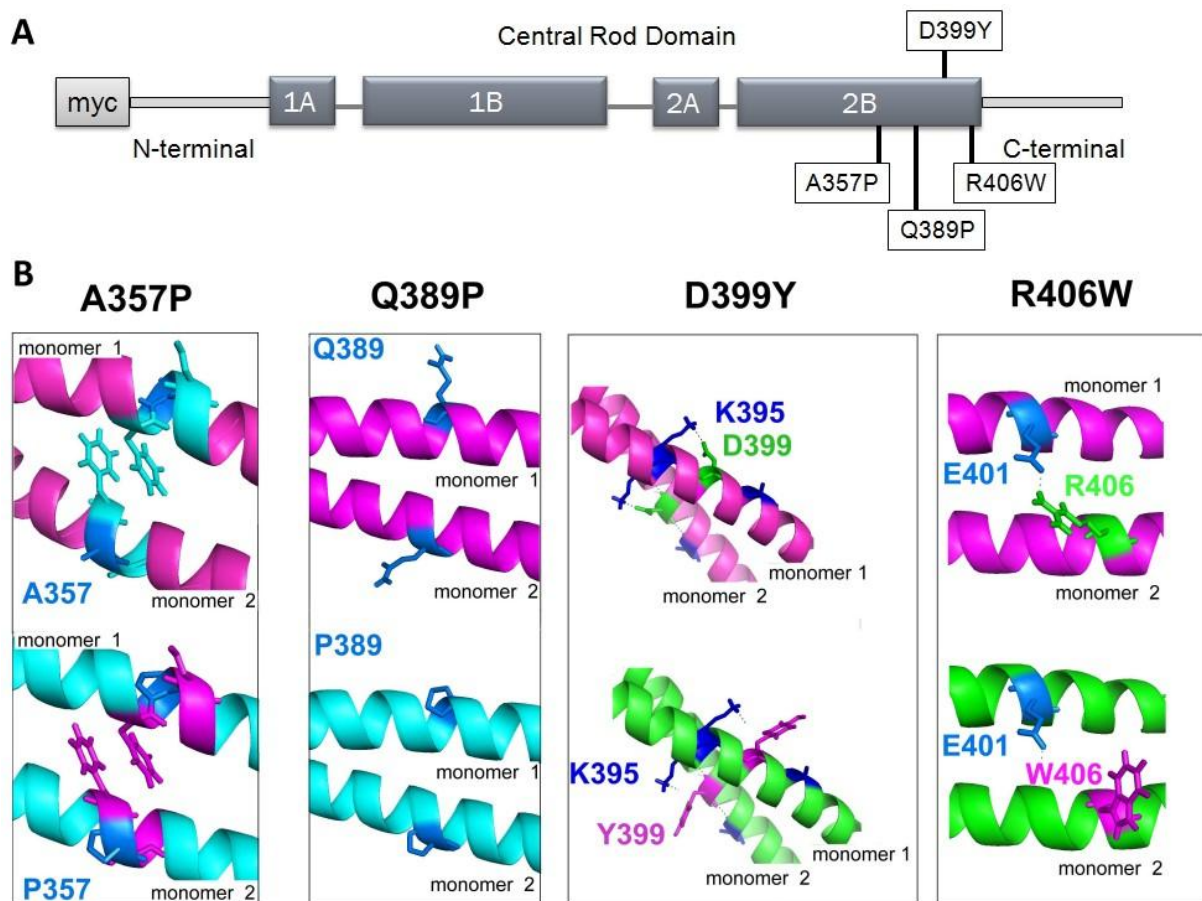 A
Central Rod Domain
D399Y
myc
1A
1B
2A
2B
N-terminal
C-terminal
A357P
R406W
Q389P
B
A357P
Q389P
D399Y
R406W
monomer 1
A357
monomer 2
monomer 1
P357
monomer 2
Q389
monomer 1
monomer 2
P389
monomer 1
monomer 2
K395
D399
monomer 1
monomer 2
K395
Y399
monomer 1
monomer 2
monomer 1
E401
R406
monomer 2
monomer 1
E401
W406
monomer 2